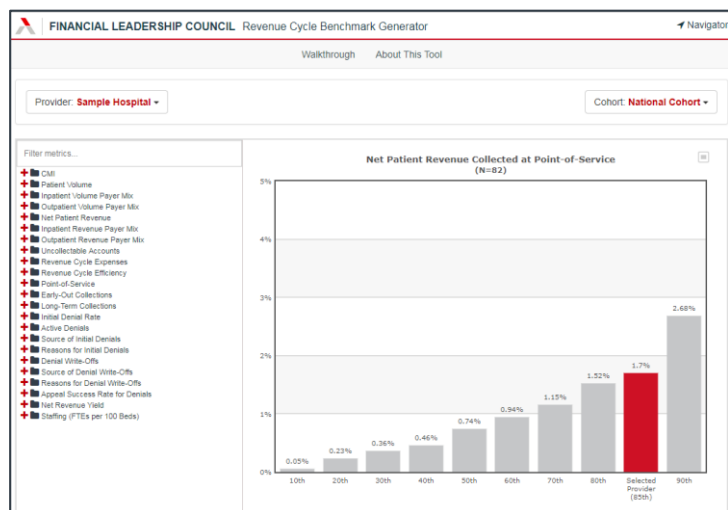 FINANCIAL LEADERSHIP COUNCIL Revenue Cycle Benchmark Generator
Navigator
Walkthrough About This Tool
Provider: Sample Hospital
Cohort: National Cohort
Filter metrics...
CMI
Patient Volume
Inpatient Volume Payer Mix
Outpatient Volume Payer Mix
Net Patient Revenue
Inpatient Revenue Payer Mix
Outpatient Revenue Payer Mix
Uncollectable Accounts
Revenue Cycle Expenses
Revenue Cycle Efficiency
Point-of-Service
Early-Out Collections
Long-Term Collections
Initial Denial Rate
Active Denials
Source of Initial Denials
Reasons for Initial Denials
Denial Write-Offs
Source of Denial Write-Offs
Reasons for Denial Write-Offs
Appeal Success Rate for Denials
Net Revenue Yield
Staffing (FTEs per 100 Beds)
Net Patient Revenue Collected at Point-of-Service
(N=82)
5%
4%
3%
2%
1%
0%
0.05%
0.23%
0.36%
0.46%
0.74%
0.94%
1.15%
1.52%
1.7%
2.68%
10th
20th
30th
40th
50th
60th
70th
80th
Selected
Provider
(85th)
90th